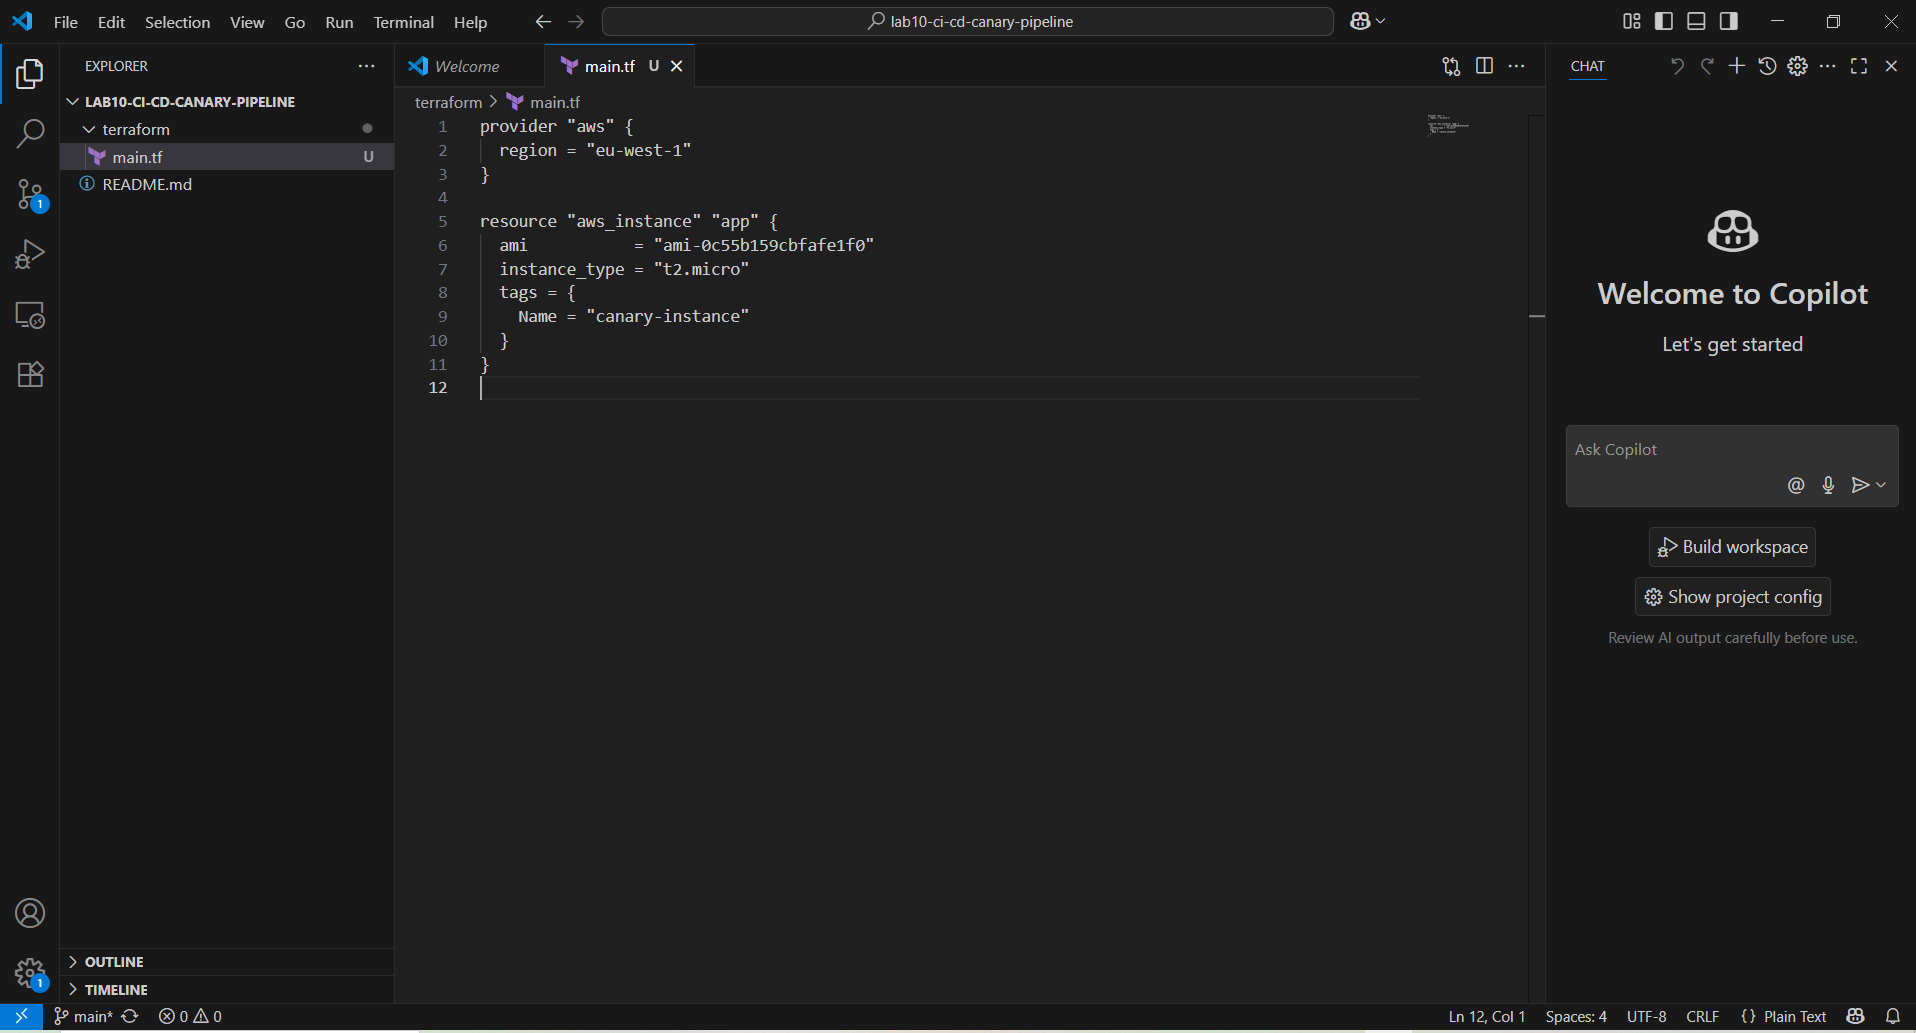 File Edit Selection View Go Run Terminal Help
lab10-ci-cd-canary-pipeline
EXPLORER
LAB10-CI-CD-CANARY-PIPELINE
terraform
main.tf U
README.md
OUTLINE
TIMELINE
Welcome
main.tf U
terraform > main.tf
1 provider "aws" {
2 region = "eu-west-1"
3 }
4
5 resource "aws_instance" "app" {
6 ami           = "ami-0c55b159cbfafe1f0"
7 instance_type = "t2.micro"
8 tags = {
9 Name = "canary-instance"
10 }
11 }
12
CHAT
Welcome to Copilot
Let's get started
Ask Copilot
Build workspace
Show project config
Review AI output carefully before use.
1
1
main* 0 0
Ln 12, Col 1 Spaces: 4 UTF-8 CRLF {} Plain Text